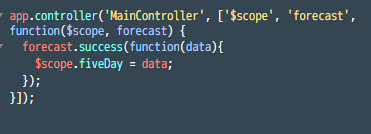 app.controller('MainController', ['$scope', 'forecast',
function($scope, forecast) {
forecast.success(function(data){
$scope.fiveDay = data;
});
}]);